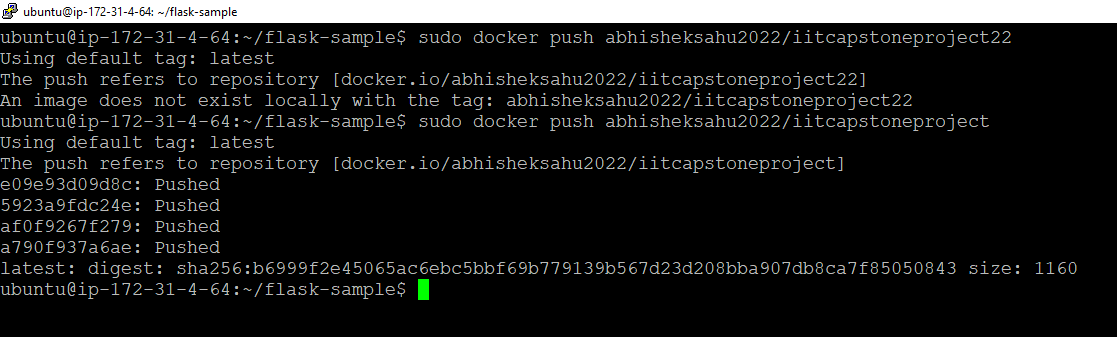 ubuntu@ip-172-31-4-64: ~/flask-sample
ubuntu@ip-172-31-4-64:~/flask-sample$ sudo docker push abhisheksahu2022/iitcapstoneproject22
Using default tag: latest
The push refers to repository [docker.io/abhisheksahu2022/iitcapstoneproject22]
An image does not exist locally with the tag: abhisheksahu2022/iitcapstoneproject22
ubuntu@ip-172-31-4-64:~/flask-sample$ sudo docker push abhisheksahu2022/iitcapstoneproject
Using default tag: latest
The push refers to repository [docker.io/abhisheksahu2022/iitcapstoneproject]
e09e93d09d8c: Pushed
5923a9fdc24e: Pushed
af0f9267f279: Pushed
a790f937a6ae: Pushed
latest: digest: sha256:b6999f2e45065ac6ebc5bbf69b779139b567d23d208bba907db8ca7f85050843 size: 1160
ubuntu@ip-172-31-4-64:~/flask-sample$